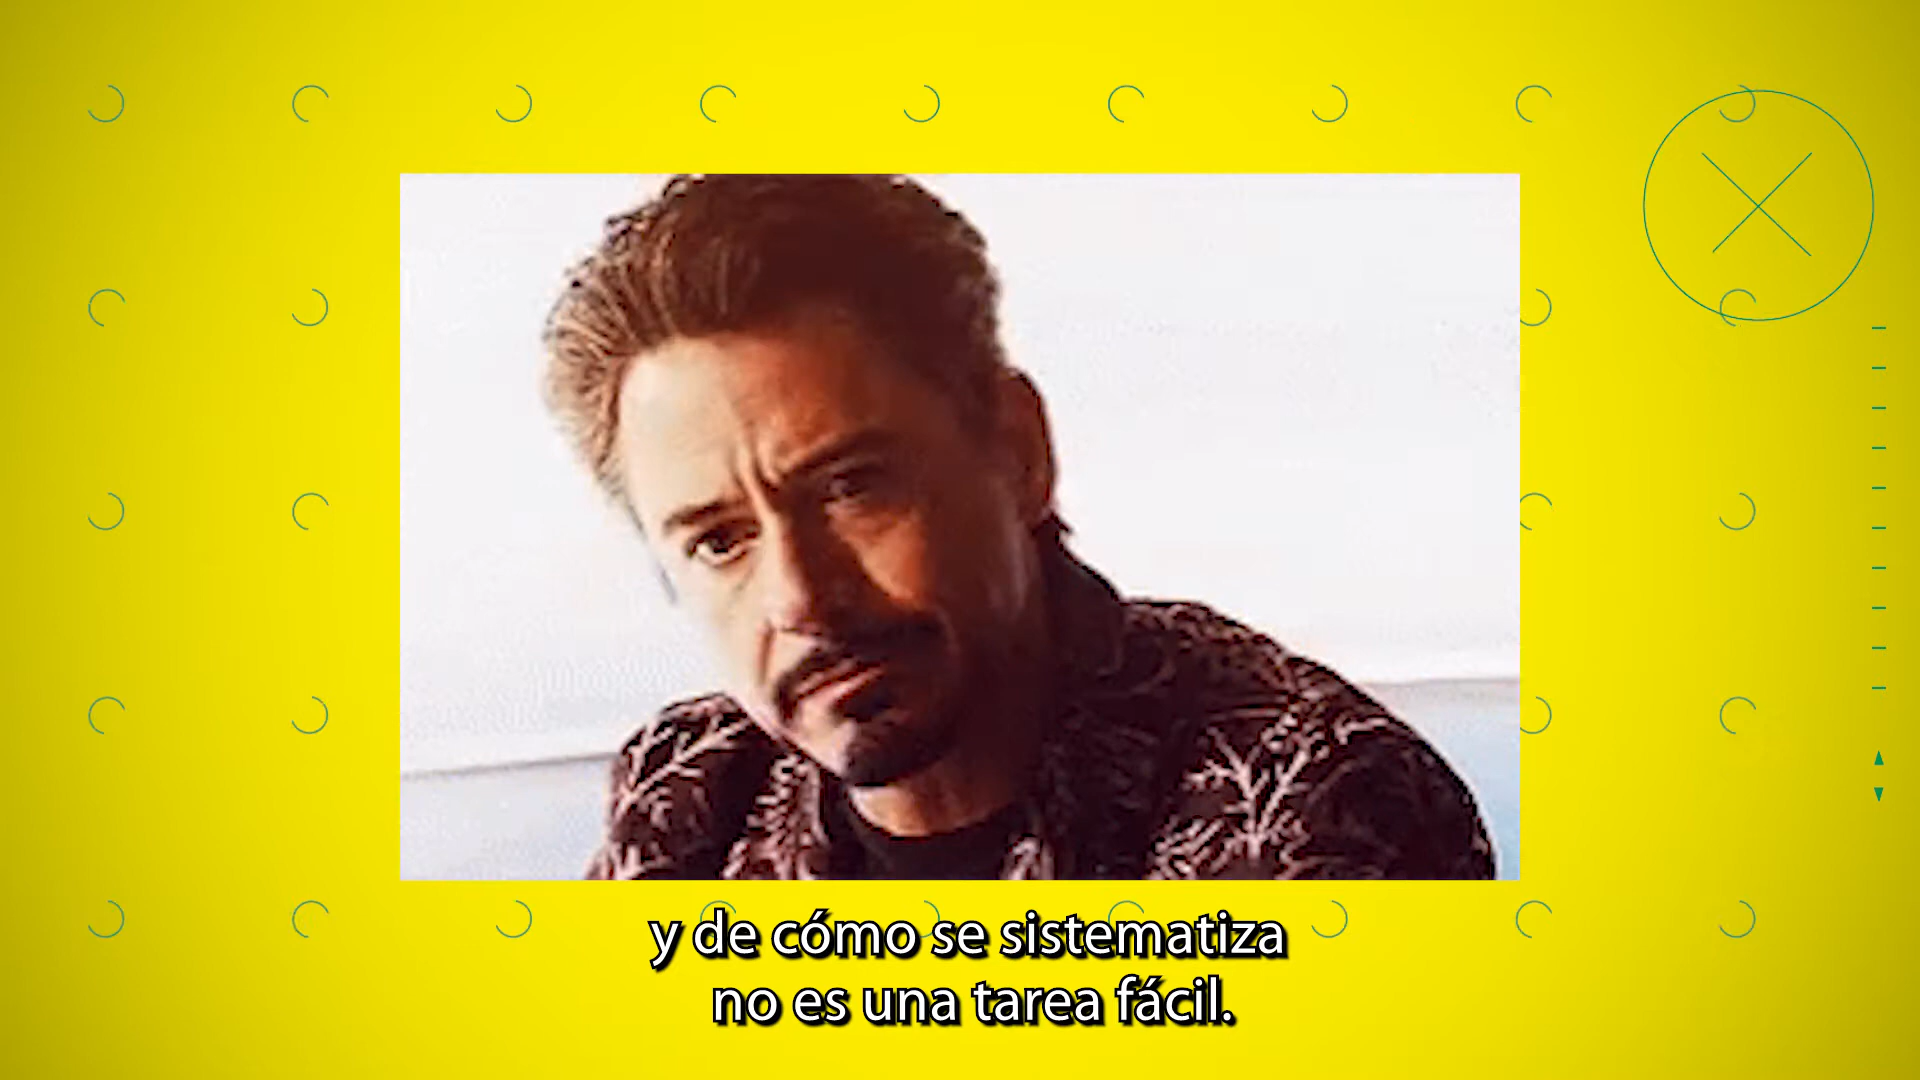 y de cómo se sistematiza
no es una tarea fácil.